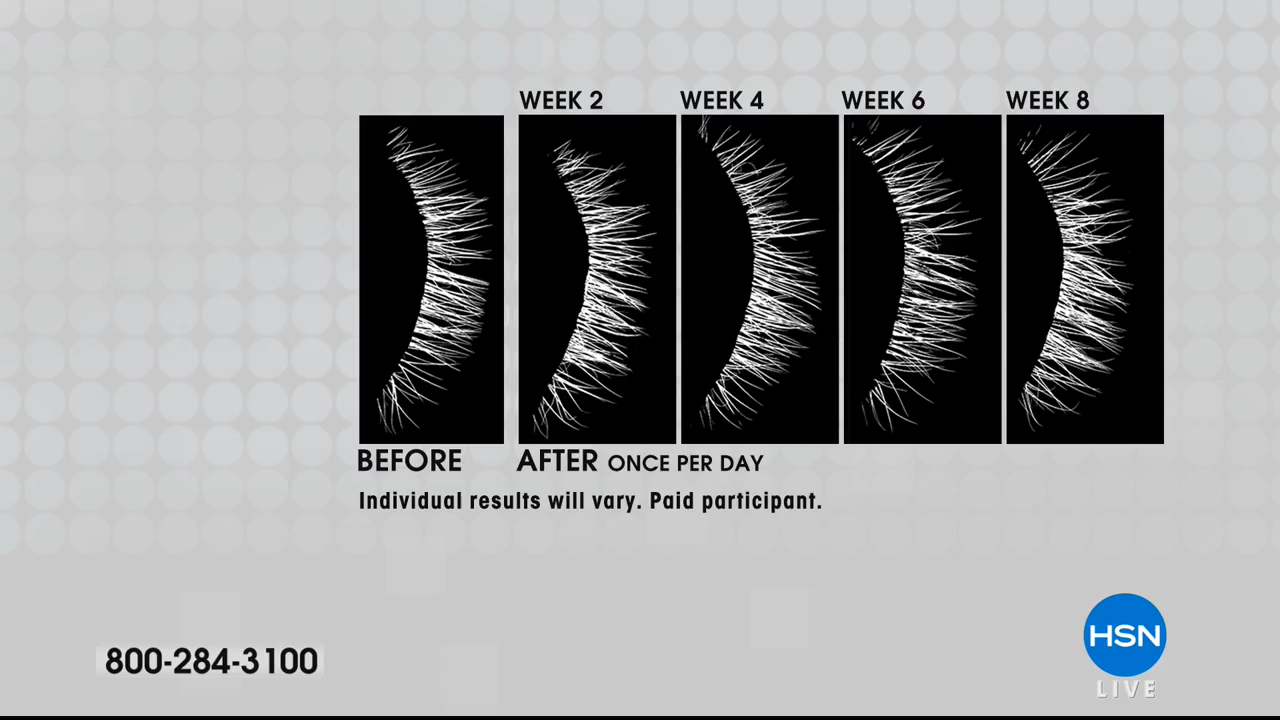 WEEK 2 WEEK 4 WEEK 6 WEEK 8
BEFORE AFTER ONCE PER DAY
Individual results will vary. Paid participant.
800-284-3100
HSN
LIVE